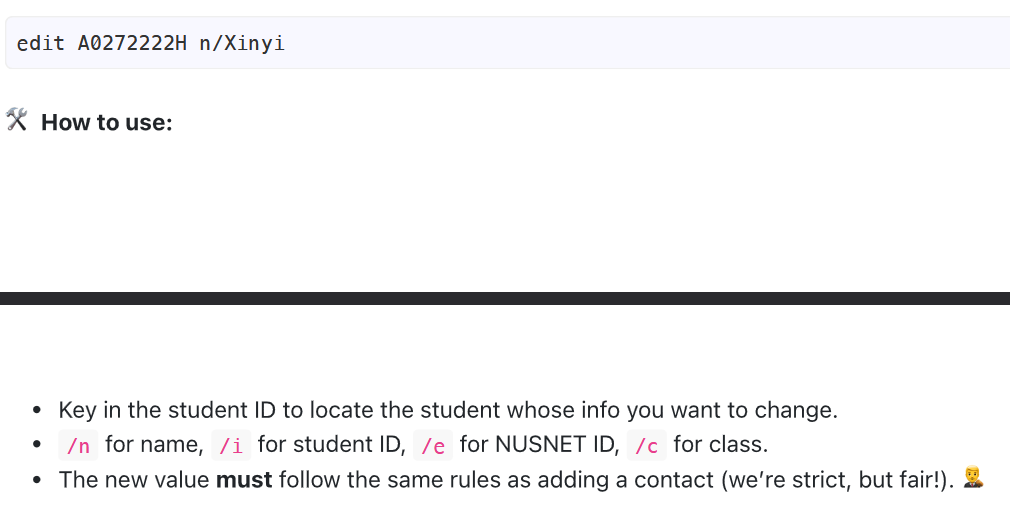 edit A0272222H n/Xinyi
🛠️ How to use:
• Key in the student ID to locate the student whose info you want to change.
• /n for name, /i for student ID, /e for NUSNET ID, /c for class.
• The new value must follow the same rules as adding a contact (we’re strict, but fair!). 👨‍⚖️